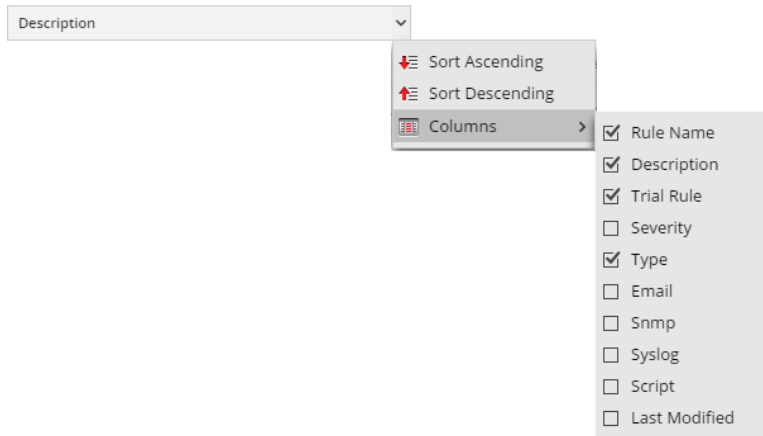 Description
Sort Ascending
Sort Descending
Columns
Rule Name
Description
Trial Rule
Severity
Type
Email
Snmp
Syslog
Script
Last Modified